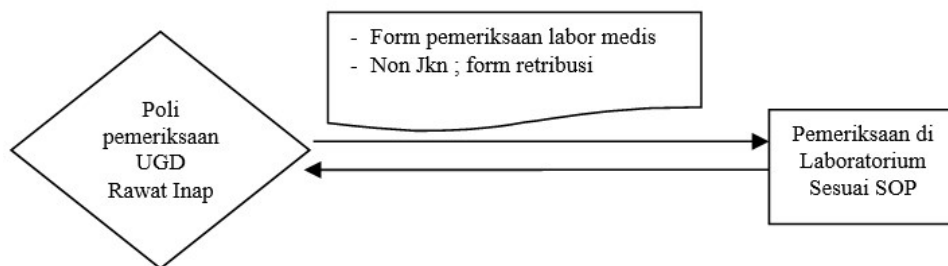 - Form pemeriksaan labor medis
- Non Jkn ; form retribusi
Poli
pemeriksaan
UGD
Rawat Inap
Pemeriksaan di
Laboratorium
Sesuai SOP